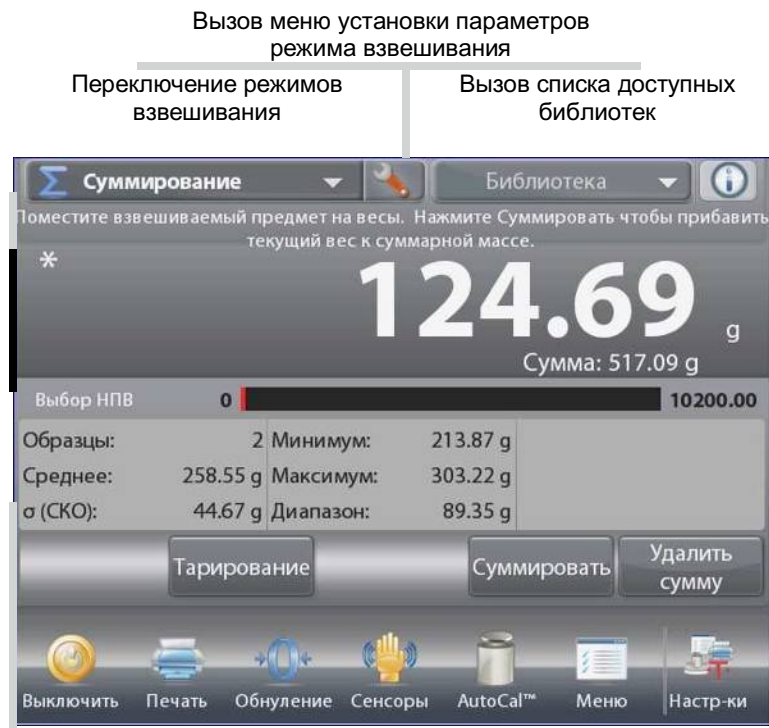 Вызов меню установки параметров
режима взвешивания
Переключение режимов
взвешивания
Вызов списка доступных
библиотек
Σ Суммирование
Библиотека
Поместите взвешиваемый предмет на весы. Нажмите Суммировать чтобы прибавить
текущий вес к суммарной массе.
*
124.69 g
Сумма: 517.09 g
Выбор НПВ 0 10200.00
Образцы: 2 Минимум: 213.87 g
Среднее: 258.55 g Максимум: 303.22 g
σ (СКО): 44.67 g Диапазон: 89.35 g
Тарирование Суммировать Удалить
сумму
→0← Выключить Печать Обнуление Сенсоры AutoCal™ Меню Настр-ки